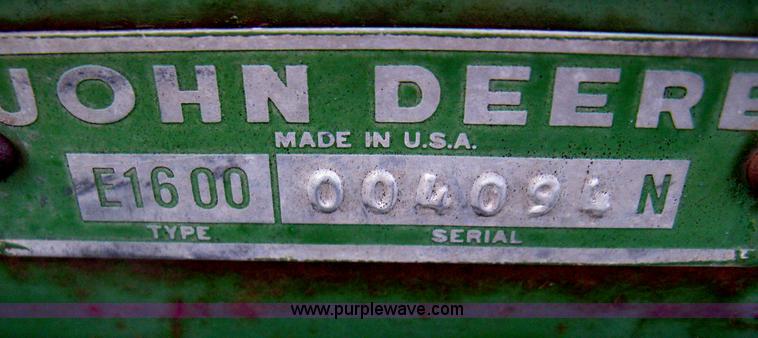 JOHN DEERE
MADE IN U.S.A.
E1600 004094 N
TYPE SERIAL
www.purplewave.com